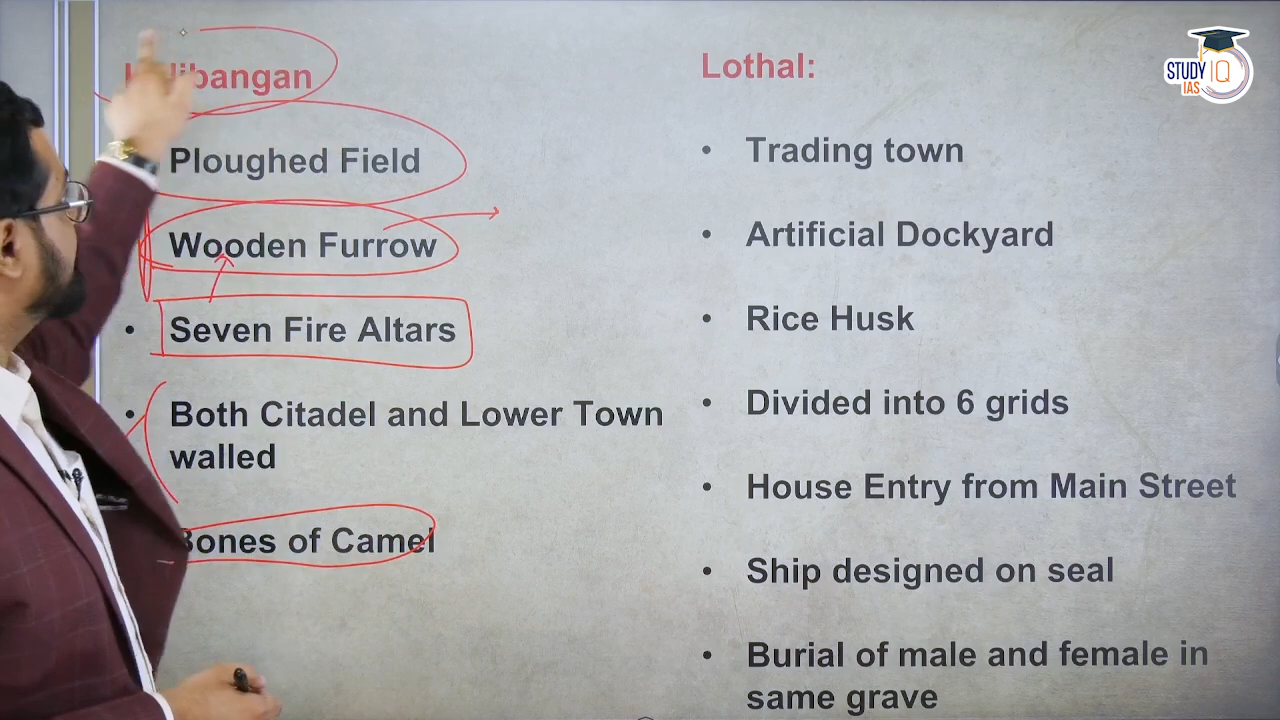 Kalibangan
Ploughed Field
Wooden Furrow
• Seven Fire Altars
• Both Citadel and Lower Town
walled
Bones of Camel
Lothal:
• Trading town
• Artificial Dockyard
• Rice Husk
• Divided into 6 grids
• House Entry from Main Street
• Ship designed on seal
• Burial of male and female in
same grave
STUDY IQ
IAS